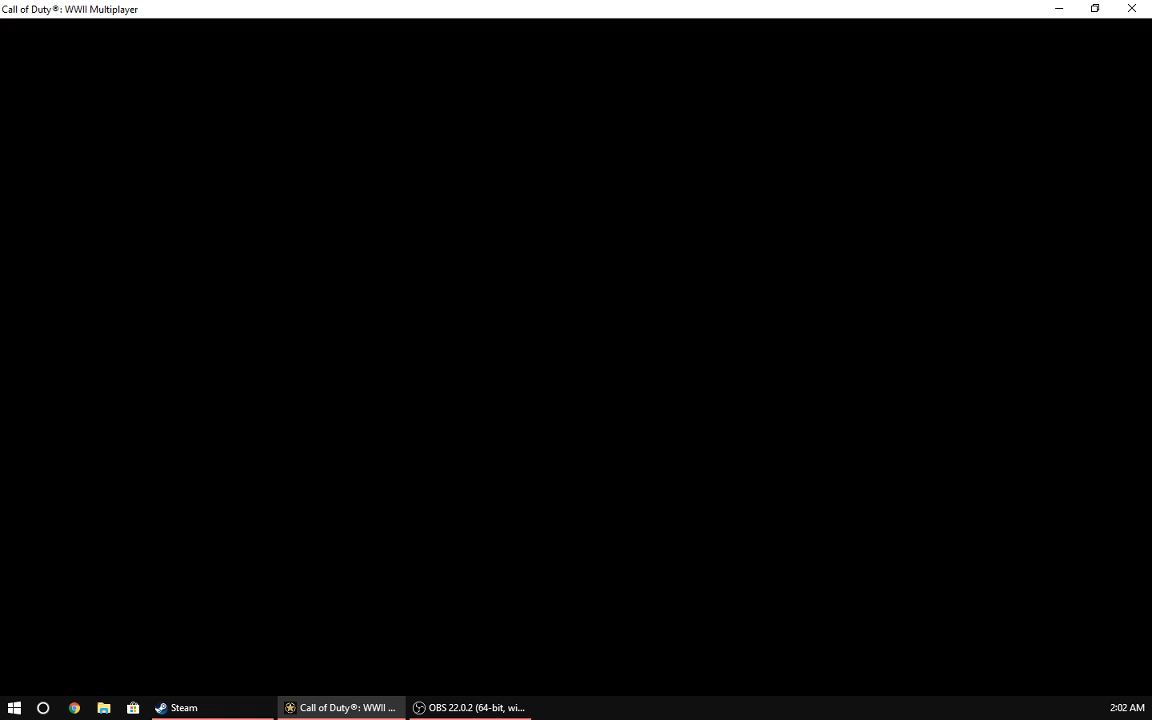 Call of Duty®: WWII Multiplayer
Steam
Call of Duty®: WWII ...
OBS 22.0.2 (64-bit, wi...
2:02 AM